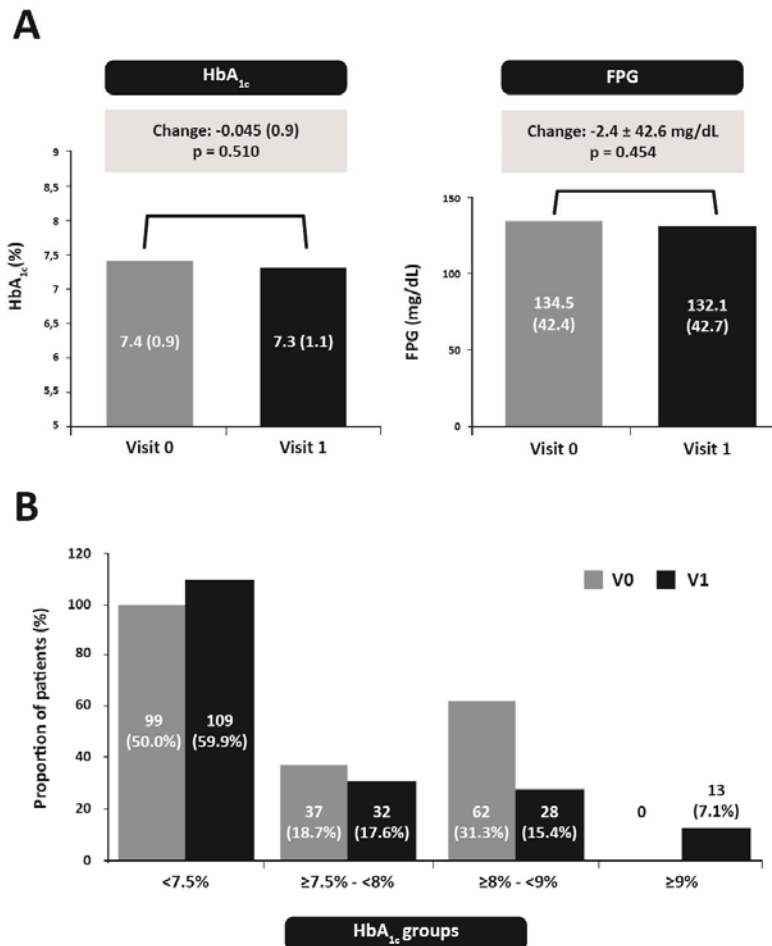 A
HbA1c
Change: -0.045 (0.9)
p = 0.510
HbA1c(%)
9
8,5
8
7,5
7
6,5
6
5,5
5
7.4 (0.9)
7.3 (1.1)
Visit 0
Visit 1
FPG
Change: -2.4 ± 42.6 mg/dL
p = 0.454
FPG (mg/dL)
150
100
50
0
134.5
(42.4)
132.1
(42.7)
Visit 0
Visit 1
B
Proportion of patients (%)
120
100
80
60
40
20
0
V0
V1
99
(50.0%)
109
(59.9%)
37
(18.7%)
32
(17.6%)
62
(31.3%)
28
(15.4%)
0
13
(7.1%)
<7.5%
≥7.5% - <8%
≥8% - <9%
≥9%
HbA1c groups